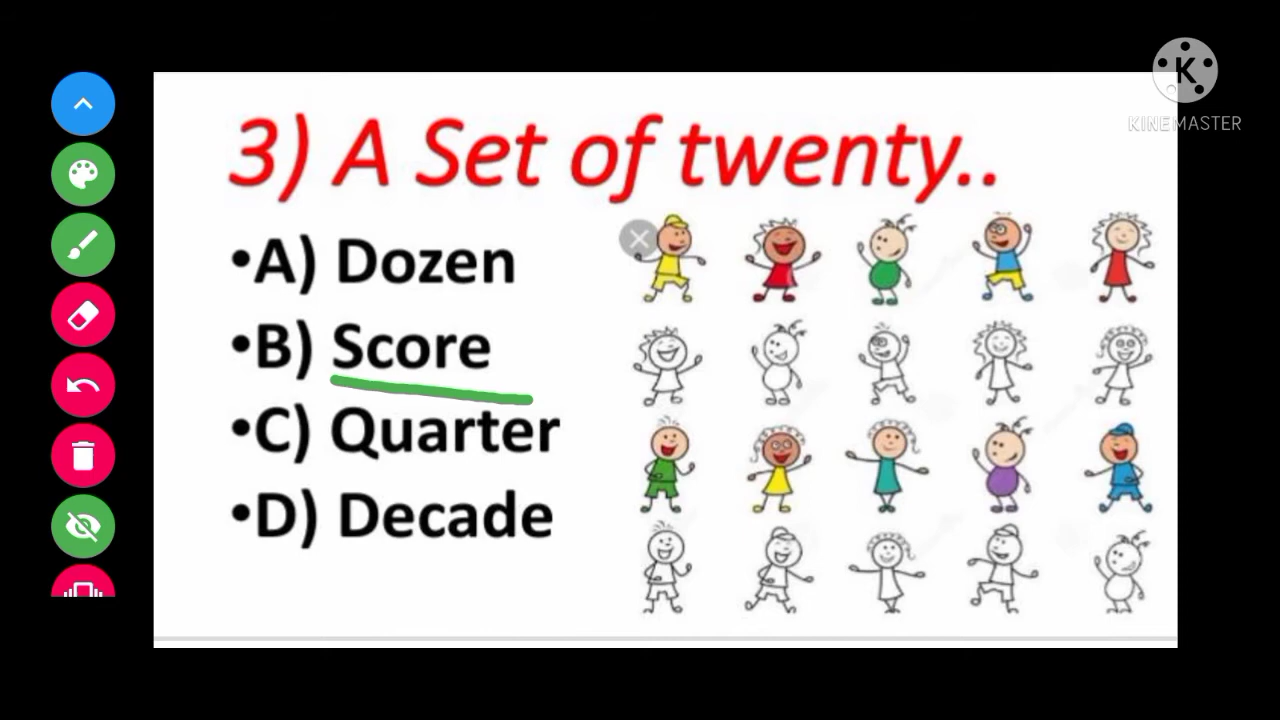 K
KINEMASTER
3) A Set of twenty..
•A) Dozen
•B) Score
•C) Quarter
•D) Decade